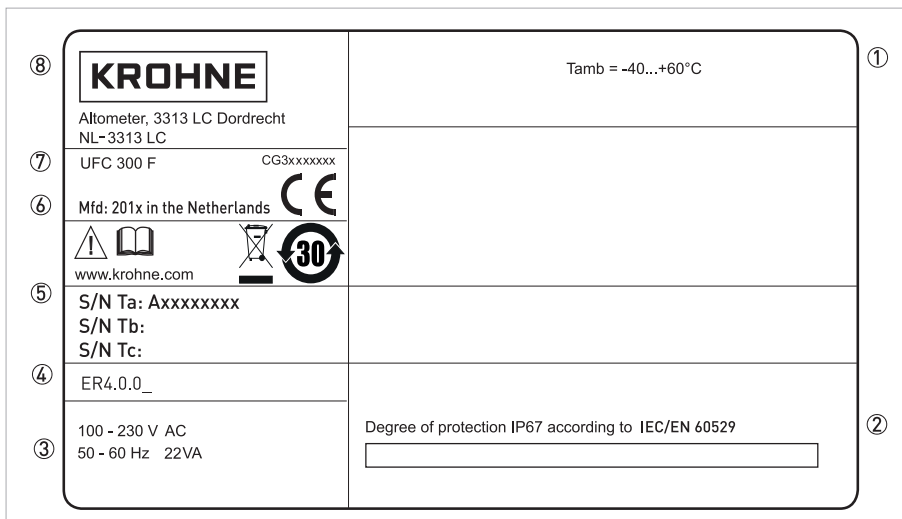 ⑧
KROHNE
Altometer, 3313 LC Dordrecht
NL-3313 LC
⑦
UFC 300 F
CG3xxxxxxx
CE
⑥
Mfd: 201x in the Netherlands
30
www.krohne.com
⑤
S/N Ta: Axxxxxxxx
S/N Tb:
S/N Tc:
④
ER4.0.0_
③
100 - 230 V AC
50 - 60 Hz 22VA
Tamb = -40...+60°C
①
Degree of protection IP67 according to IEC/EN 60529
②